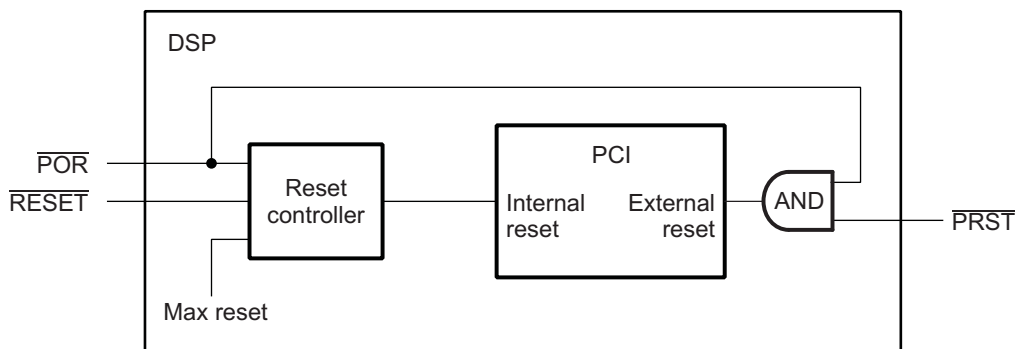 DSP
POR
RESET
Max reset
Reset
controller
PCI
Internal
reset
External
reset
AND
PRST